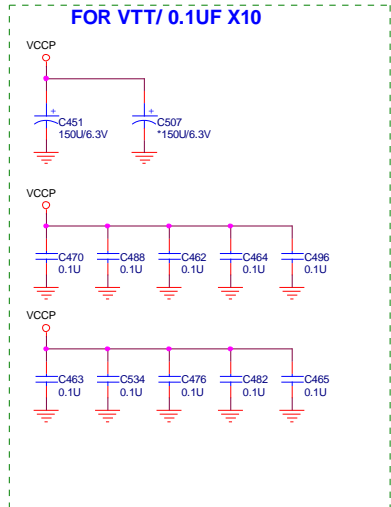 FOR VTT/ 0.1UF X10
VCCP
+ +
C451 C507
150U/6.3V *150U/6.3V
VCCP
C470 C488 C462 C464 C496
0.1U 0.1U 0.1U 0.1U 0.1U
VCCP
C463 C534 C476 C482 C465
0.1U 0.1U 0.1U 0.1U 0.1U